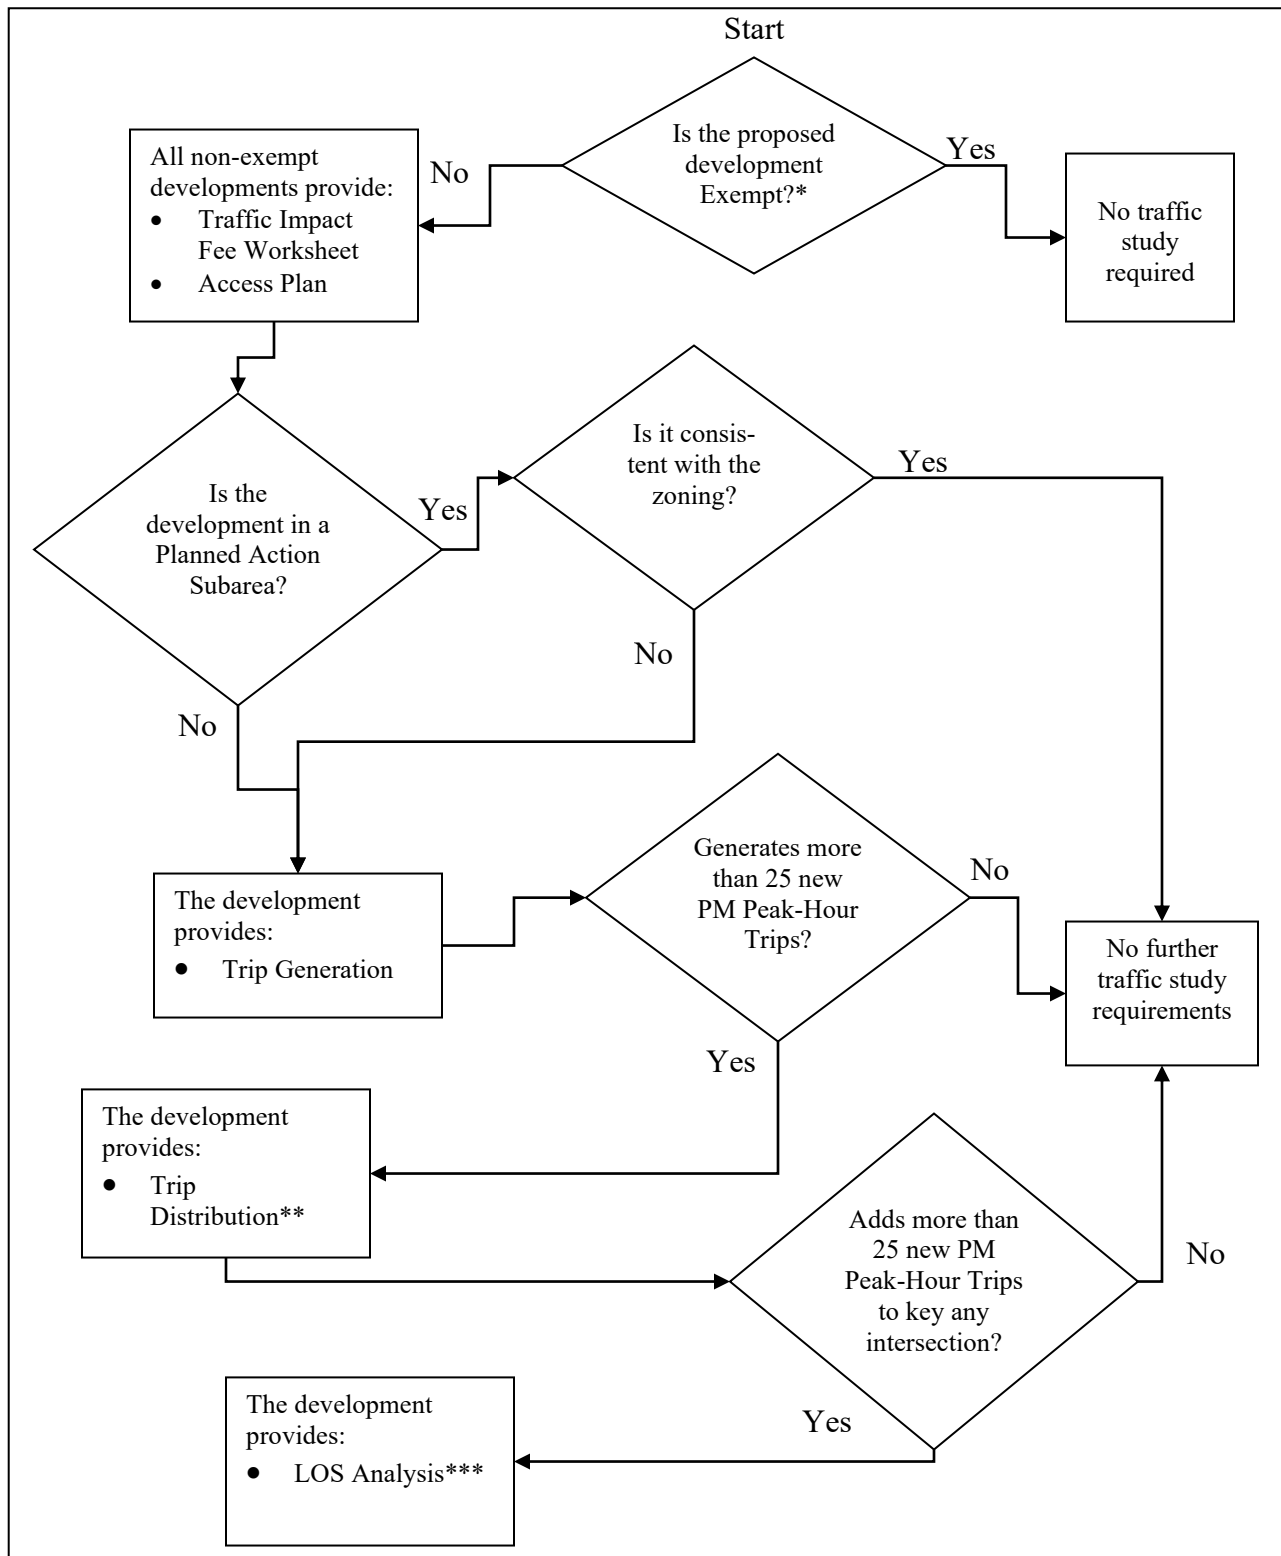 Start
Is the proposed
development
Exempt?*
Yes
No
No traffic
study
required
All non-exempt
developments provide:
• Traffic Impact
Fee Worksheet
• Access Plan
Is the
development in a
Planned Action
Subarea?
Yes
No
Is it consis-
tent with the
zoning?
Yes
No
The development
provides:
• Trip Generation
Generates more
than 25 new
PM Peak-Hour
Trips?
No
Yes
No further
traffic study
requirements
The development
provides:
• Trip
Distribution**
Adds more than
25 new PM
Peak-Hour Trips
to key any
intersection?
No
Yes
The development
provides:
• LOS Analysis***